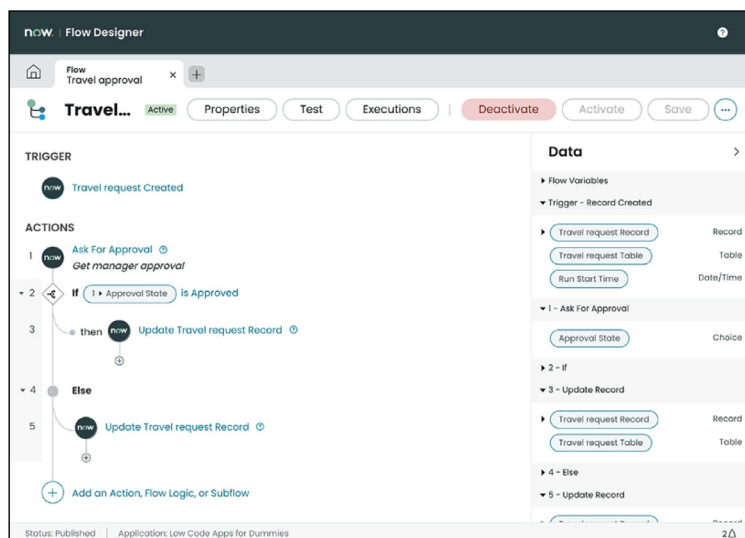 now. | Flow Designer
Flow
Travel approval
Travel... Active Properties Test Executions Deactivate Activate Save
TRIGGER
now Travel request Created
ACTIONS
1 now Ask For Approval
Get manager approval
2 If 1 ▸ Approval State is Approved
3 then now Update Travel request Record
4 Else
5 now Update Travel request Record
Add an Action, Flow Logic, or Subflow
Data
Flow Variables
Trigger - Record Created
Travel request Record Record
Travel request Table Table
Run Start Time Date/Time
1 - Ask For Approval
Approval State Choice
2 - If
3 - Update Record
Travel request Record Record
Travel request Table Table
4 - Else
5 - Update Record
Travel request Record Record
Status: Published | Application: Low Code Apps for Dummies 2